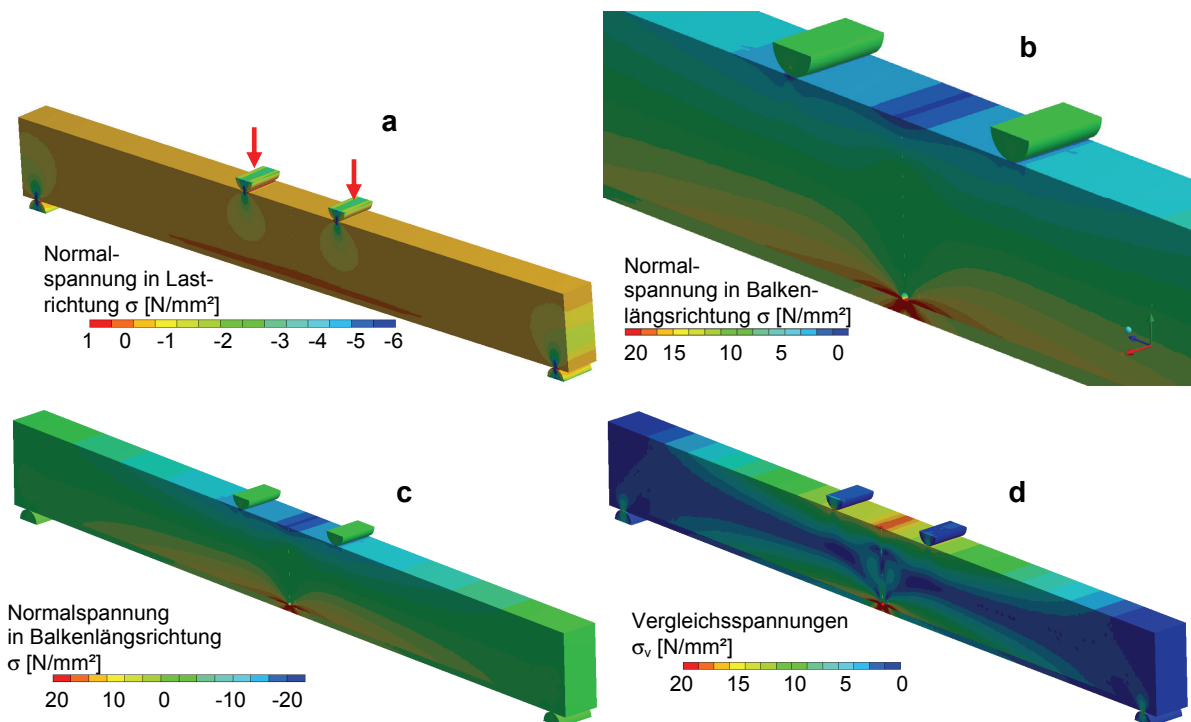 a
Normal-
spannung in Last-
richtung σ [N/mm²]
1 0 -1 -2 -3 -4 -5 -6
b
Normal-
spannung in Balken-
längsrichtung σ [N/mm²]
20 15 10 5 0
c
Normalspannung
in Balkenlängsrichtung
σ [N/mm²]
20 10 0 -10 -20
d
Vergleichsspannungen
σv [N/mm²]
20 15 10 5 0